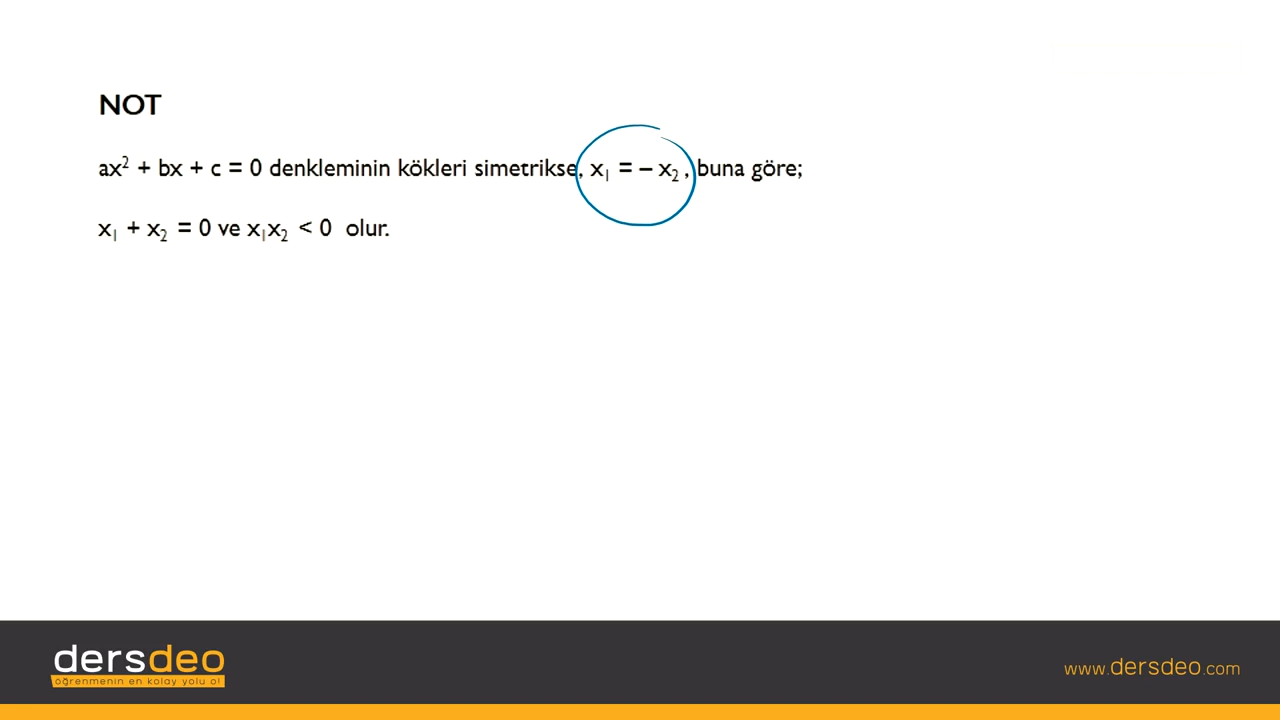 NOT
ax² + bx + c = 0 denkleminin kökleri simetrikse, x₁ = – x₂ , buna göre;
x₁ + x₂ = 0 ve x₁x₂ < 0 olur.
dersdeo
öğrenmenin en kolay yolu o!
www.dersdeo.com